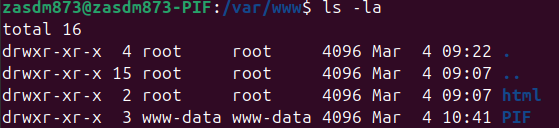 zasdm873@zasdm873-PIF:/var/www$ ls -la
total 16
drwxr-xr-x  4 root     root     4096 Mar  4 09:22 .
drwxr-xr-x 15 root     root     4096 Mar  4 09:07 ..
drwxr-xr-x  2 root     root     4096 Mar  4 09:07 html
drwxr-xr-x  3 www-data www-data 4096 Mar  4 10:41 PIF